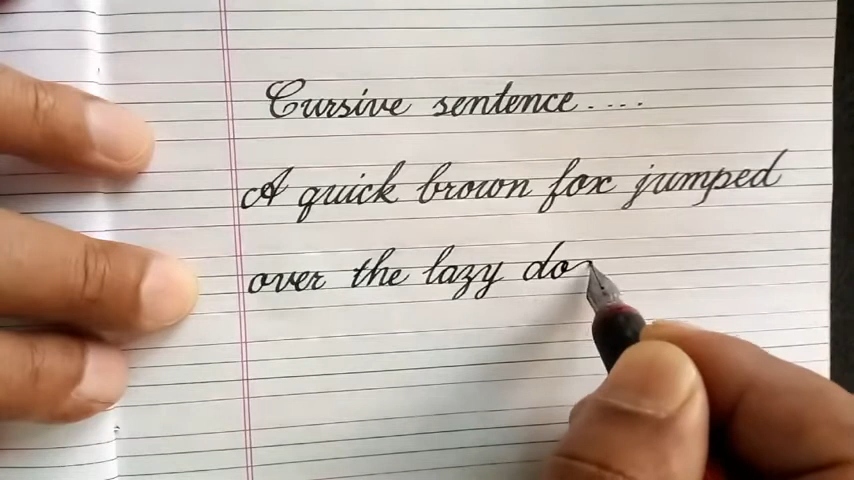 Cursive sentence....
A quick brown fox jumped
over the lazy do